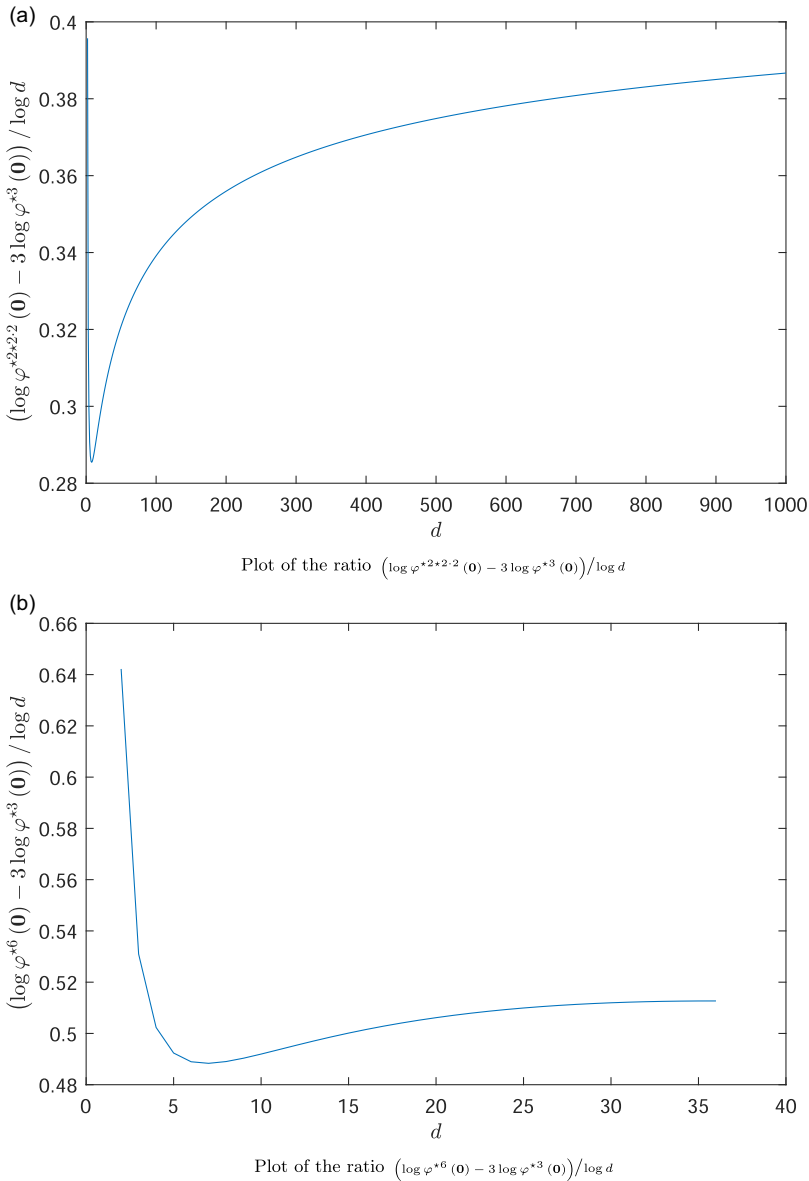 (a)
0.4
0.38
0.36
0.34
0.32
0.3
0.28
(log φ^{⋆2⋆2·2} (𝟎) − 3 log φ^{⋆3} (𝟎)) / log d
0 100 200 300 400 500 600 700 800 900 1000
d
Plot of the ratio (log φ^{⋆2⋆2·2} (𝟎) − 3 log φ^{⋆3} (𝟎))/log d
(b)
0.66
0.64
0.62
0.6
0.58
0.56
0.54
0.52
0.5
0.48
(log φ^{⋆6} (𝟎) − 3 log φ^{⋆3} (𝟎)) / log d
0 5 10 15 20 25 30 35 40
d
Plot of the ratio (log φ^{⋆6} (𝟎) − 3 log φ^{⋆3} (𝟎))/log d